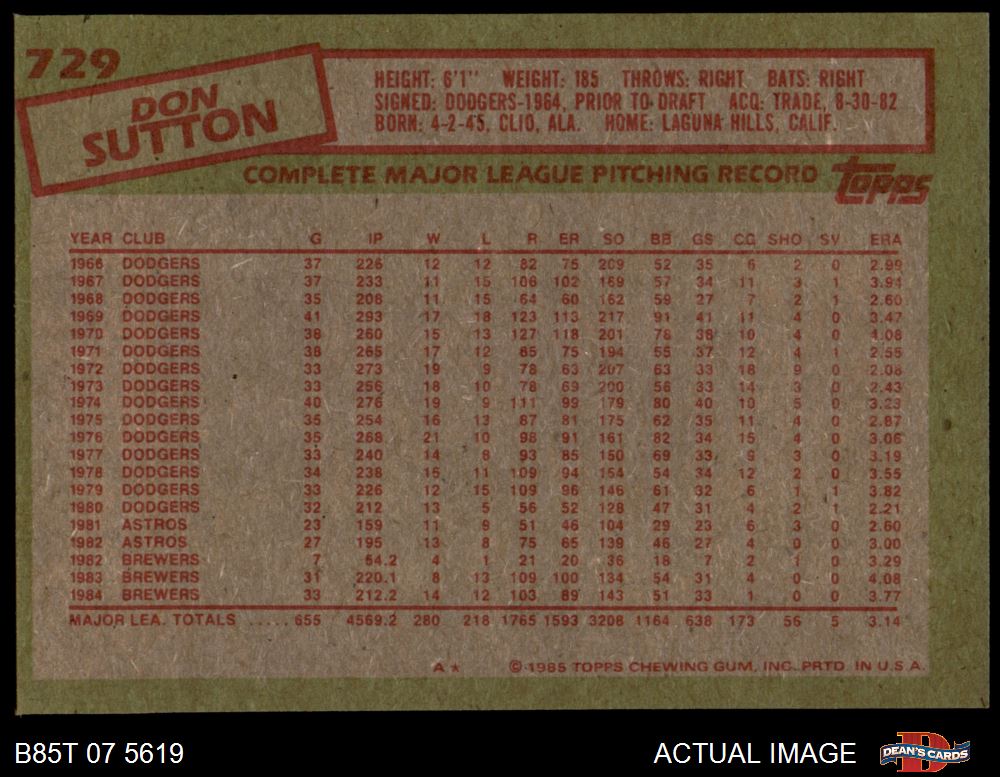 729
DON
SUTTON
HEIGHT: 6'1" WEIGHT: 185 THROWS: RIGHT BATS: RIGHT
SIGNED: DODGERS-1964, PRIOR TO DRAFT ACQ: TRADE, 8-30-82
BORN: 4-2-45, CLIO, ALA. HOME: LAGUNA HILLS, CALIF.
COMPLETE MAJOR LEAGUE PITCHING RECORD
TOPPS
YEAR CLUB G IP W L R ER SO BB GS CG SHO SV ERA
1966 DODGERS 37 226 12 12 82 75 209 52 35 6 2 0 2.99
1967 DODGERS 37 233 11 15 106 102 169 57 34 11 3 1 3.94
1968 DODGERS 35 208 11 15 64 60 162 59 27 7 2 1 2.60
1969 DODGERS 41 293 17 18 123 113 217 91 41 11 4 0 3.47
1970 DODGERS 38 260 15 13 127 118 201 78 38 10 4 0 4.08
1971 DODGERS 38 265 17 12 85 75 194 55 37 12 4 1 2.55
1972 DODGERS 33 273 19 9 78 63 207 63 33 18 9 0 2.08
1973 DODGERS 33 256 18 10 78 69 200 56 33 14 3 0 2.43
1974 DODGERS 40 276 19 9 111 99 179 80 40 10 5 0 3.23
1975 DODGERS 35 254 16 13 87 81 175 62 35 11 4 0 2.87
1976 DODGERS 35 268 21 10 98 91 161 82 34 15 4 0 3.06
1977 DODGERS 33 240 14 8 93 85 150 69 33 9 3 0 3.19
1978 DODGERS 34 238 15 11 109 94 154 54 34 12 2 0 3.55
1979 DODGERS 33 226 12 15 109 96 146 61 32 6 1 1 3.82
1980 DODGERS 32 212 13 5 56 52 128 47 31 4 2 1 2.21
1981 ASTROS 23 159 11 9 51 46 104 29 23 6 3 0 2.60
1982 ASTROS 27 195 13 8 75 65 139 46 27 4 0 0 3.00
1982 BREWERS 7 54.2 4 1 21 20 36 18 7 2 1 0 3.29
1983 BREWERS 31 220.1 8 13 109 100 134 54 31 4 0 0 4.08
1984 BREWERS 33 212.2 14 12 103 89 143 51 33 1 0 0 3.77
MAJOR LEA. TOTALS ..... 655 4569.2 280 218 1765 1593 3208 1164 638 173 56 5 3.14
A★ © 1985 TOPPS CHEWING GUM, INC. PRTD. IN U.S.A.
B85T 07 5619 ACTUAL IMAGE D DEAN'S CARDS